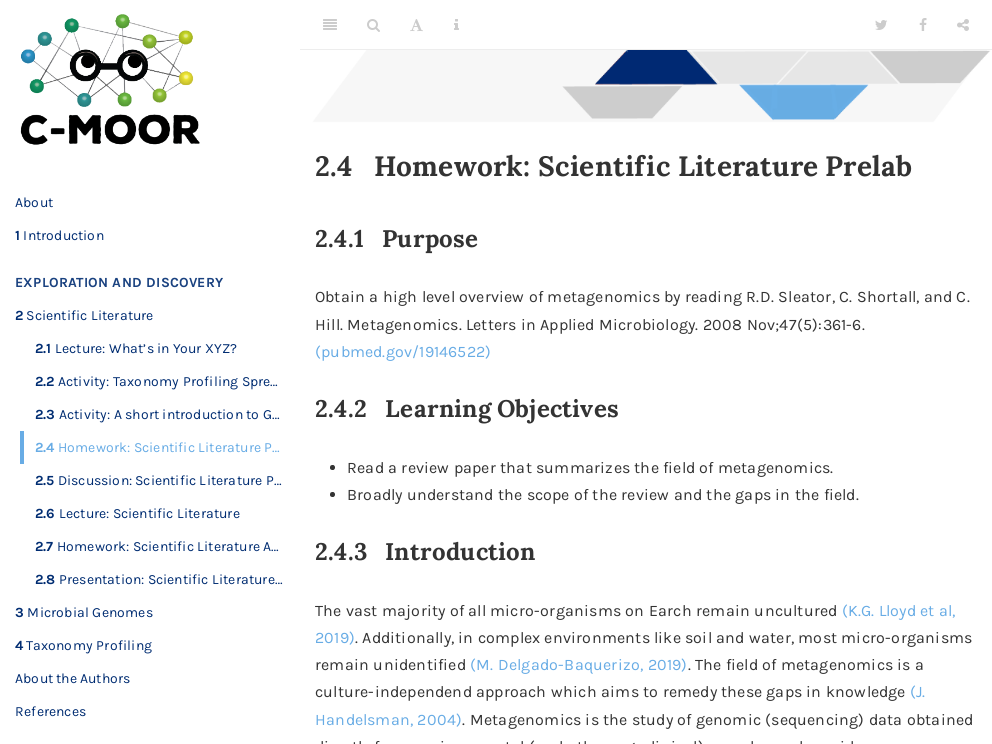 C-MOOR
About
1 Introduction
EXPLORATION AND DISCOVERY
2 Scientific Literature
2.1 Lecture: What's in Your XYZ?
2.2 Activity: Taxonomy Profiling Spre…
2.3 Activity: A short introduction to G…
2.4 Homework: Scientific Literature P…
2.5 Discussion: Scientific Literature P…
2.6 Lecture: Scientific Literature
2.7 Homework: Scientific Literature A…
2.8 Presentation: Scientific Literature…
3 Microbial Genomes
4 Taxonomy Profiling
About the Authors
References
2.4 Homework: Scientific Literature Prelab
2.4.1 Purpose
Obtain a high level overview of metagenomics by reading R.D. Sleator, C. Shortall, and C.
Hill. Metagenomics. Letters in Applied Microbiology. 2008 Nov;47(5):361-6.
(pubmed.gov/19146522)
2.4.2 Learning Objectives
• Read a review paper that summarizes the field of metagenomics.
• Broadly understand the scope of the review and the gaps in the field.
2.4.3 Introduction
The vast majority of all micro-organisms on Earch remain uncultured (K.G. Lloyd et al,
2019). Additionally, in complex environments like soil and water, most micro-organisms
remain unidentified (M. Delgado-Baquerizo, 2019). The field of metagenomics is a
culture-independent approach which aims to remedy these gaps in knowledge (J.
Handelsman, 2004). Metagenomics is the study of genomic (sequencing) data obtained